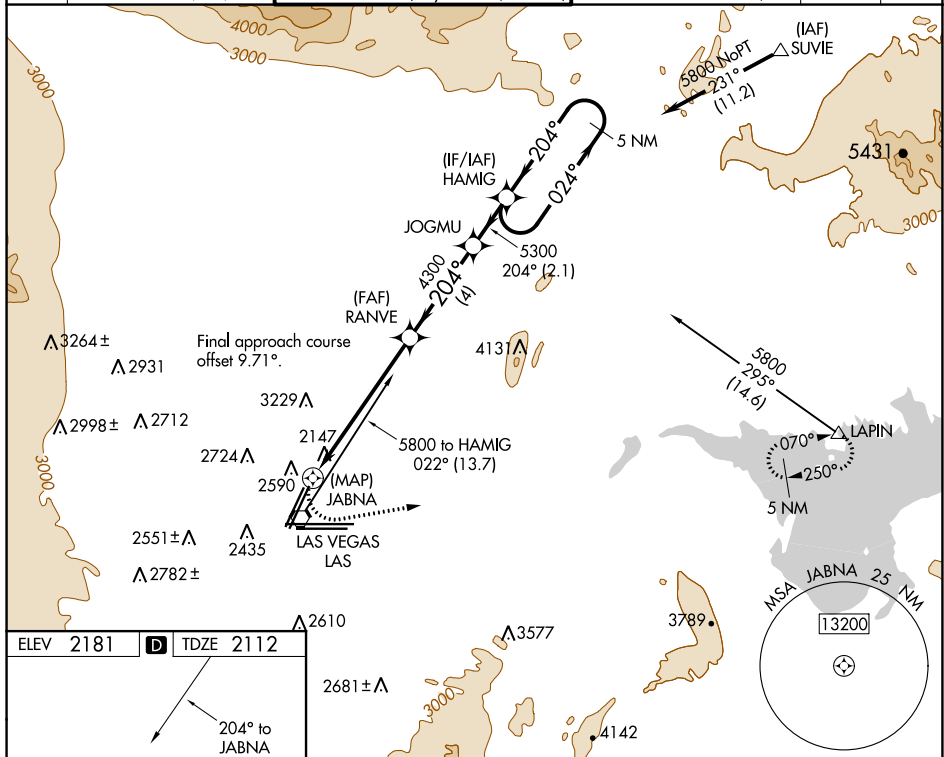 4000
3000
3000
(IAF)
SUVIE
5800 NoPT
231°
(11.2)
5431
3000
204°
024°
5 NM
(IF/IAF)
HAMIG
JOGMU
5300
204° (2.1)
4300
204°
(4)
(FAF)
RANVE
Final approach course
offset 9.71°.
3264±
2931
4131
5800
295°
(14.6)
3229
2998±
2712
2147
2724
2590
5800 to HAMIG
022° (13.7)
LAPIN
070°
250°
5 NM
3000
(MAP)
JABNA
2551±
2435
LAS VEGAS
LAS
2782±
MSA JABNA 25 NM
13200
2610
3577
3789
ELEV 2181
D
TDZE 2112
2681±
3000
204° to
JABNA
4142